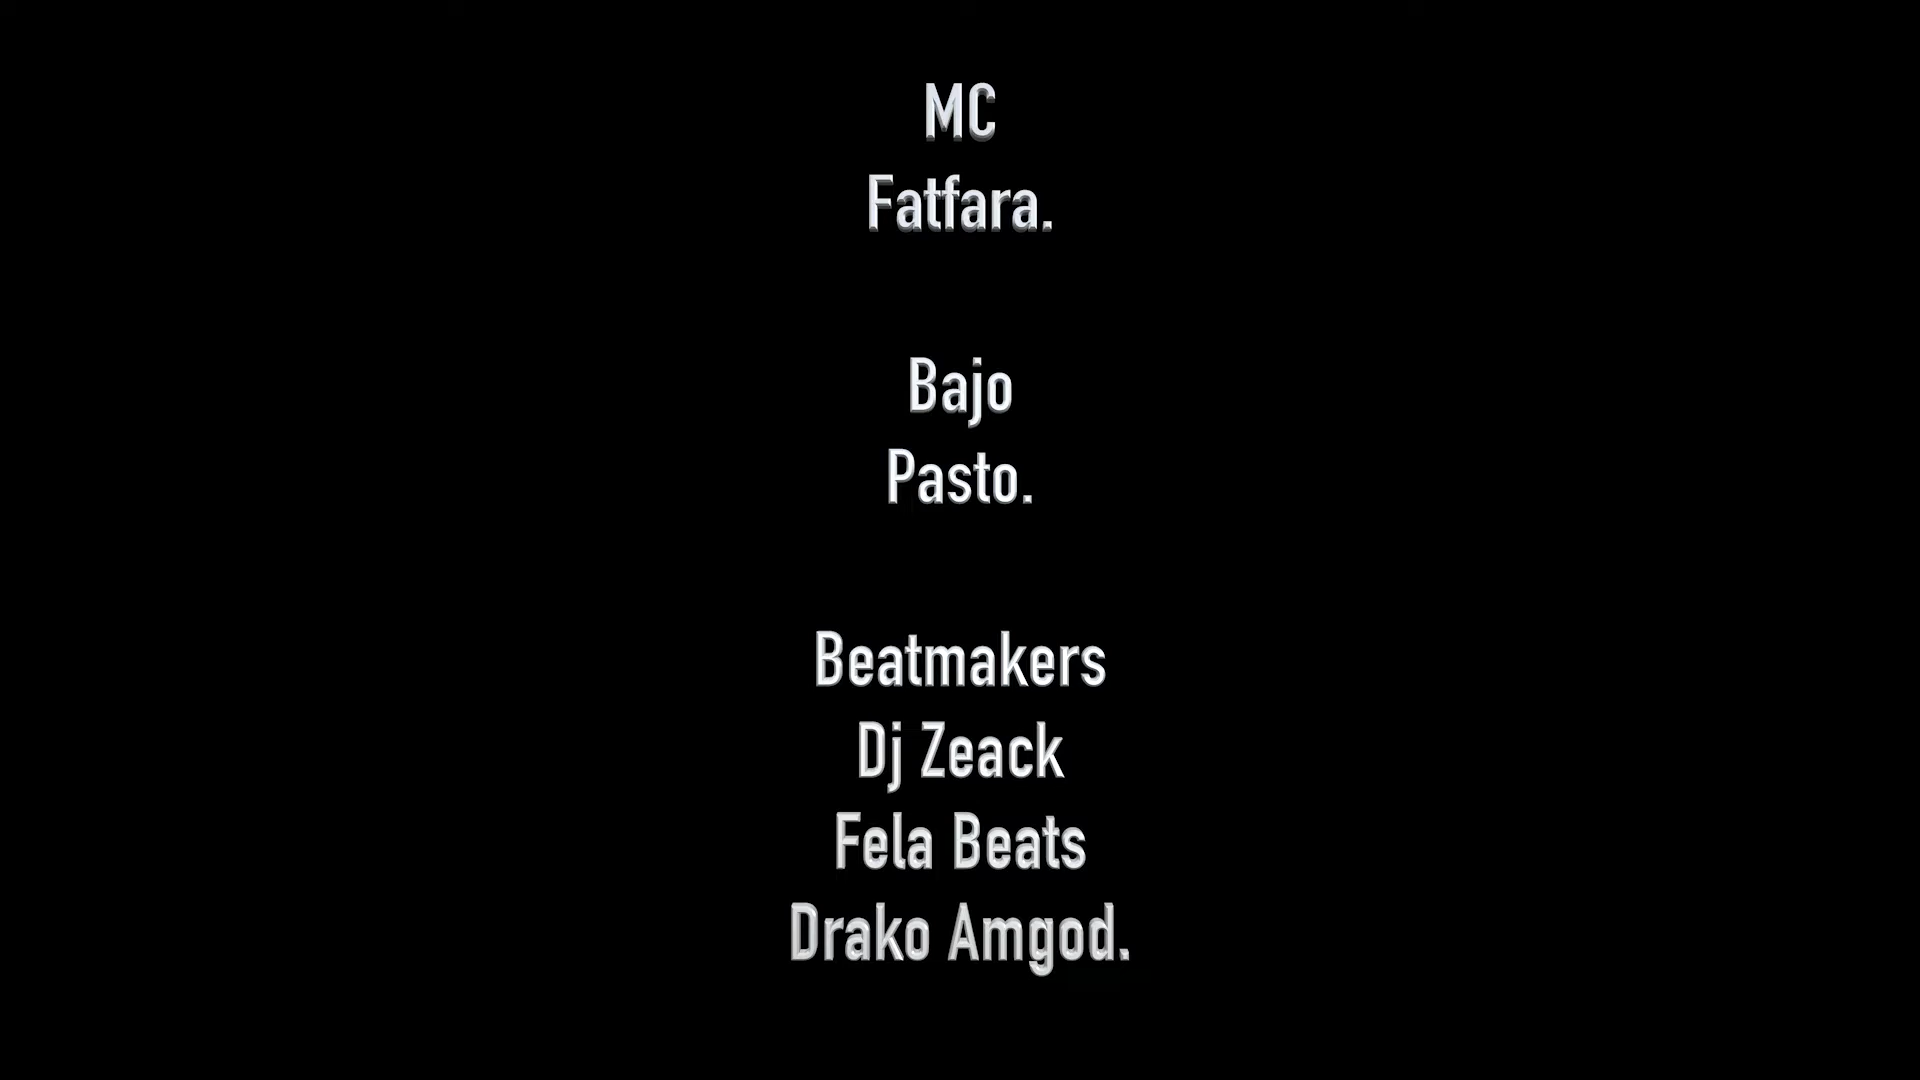 MC
Fatfara.
Bajo
Pasto.
Beatmakers
Dj Zeack
Fela Beats
Drako Amgod.